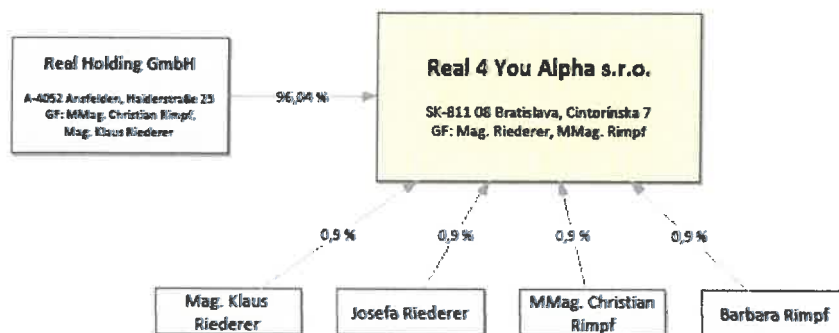 Real Holding GmbH
A-4052 Ansfelden, Haiderstraße 25
GF: MMag. Christian Rimpf,
Mag. Klaus Riederer
96,04 %
Real 4 You Alpha s.r.o.
SK-811 08 Bratislava, Cintorínska 7
GF: Mag. Riederer, MMag. Rimpf
0,9 %
0,9 %
0,9 %
0,9 %
Mag. Klaus
Riederer
Josefa Riederer
MMag. Christian
Rimpf
Barbara Rimpf